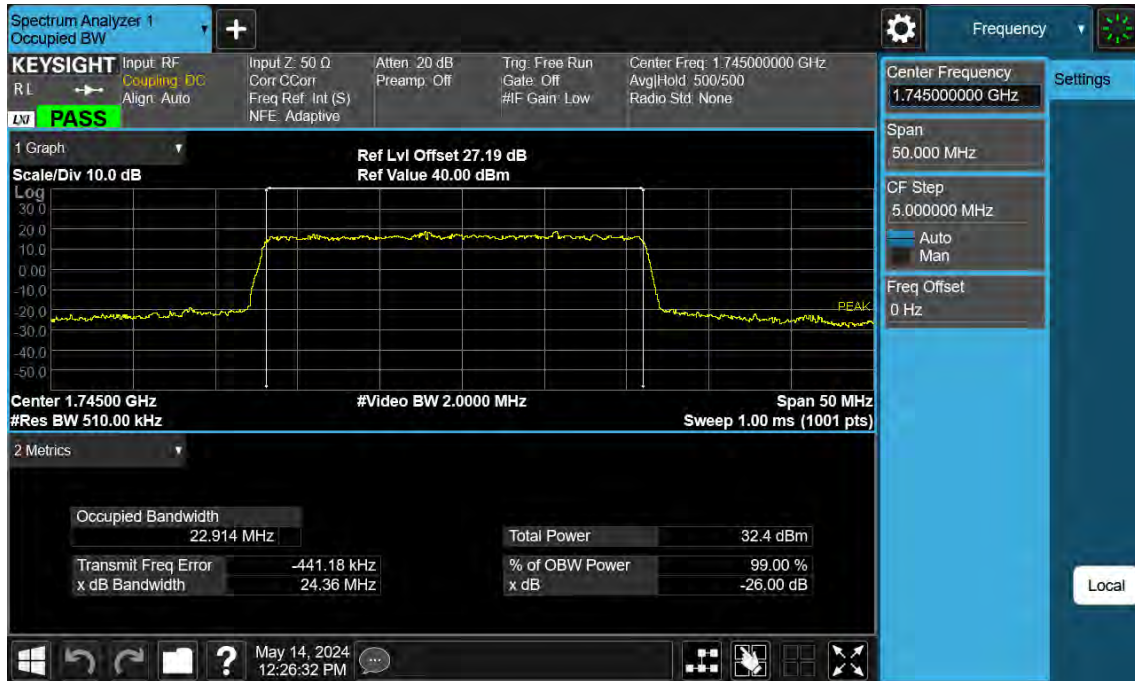 Spectrum Analyzer 1
Occupied BW
+
Frequency
KEYSIGHT
RL
LXI
PASS
Input: RF
Coupling: DC
Align: Auto
Input Z: 50 Ω
Corr CCorr
Freq Ref: Int (S)
NFE: Adaptive
Atten: 20 dB
Preamp: Off
Trig: Free Run
Gate: Off
#IF Gain: Low
Center Freq: 1.745000000 GHz
Avg|Hold: 500/500
Radio Std: None
Center Frequency
1.745000000 GHz
Settings
Span
50.000 MHz
CF Step
5.000000 MHz
Auto
Man
Freq Offset
0 Hz
Local
1 Graph
Scale/Div 10.0 dB
Ref Lvl Offset 27.19 dB
Ref Value 40.00 dBm
Log
30.0
20.0
10.0
0.00
-10.0
-20.0
-30.0
-40.0
-50.0
PEAK
Center 1.74500 GHz
#Video BW 2.0000 MHz
Span 50 MHz
#Res BW 510.00 kHz
Sweep 1.00 ms (1001 pts)
2 Metrics
Occupied Bandwidth
22.914 MHz
Total Power 32.4 dBm
Transmit Freq Error -441.18 kHz
% of OBW Power 99.00 %
x dB Bandwidth 24.36 MHz
x dB -26.00 dB
?
May 14, 2024
12:26:32 PM